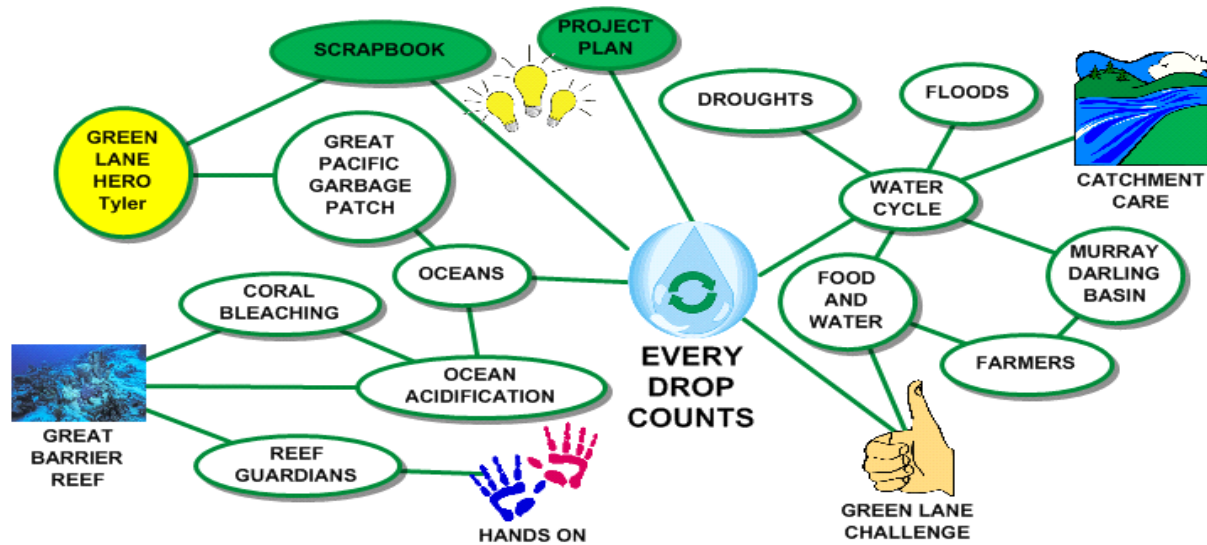 SCRAPBOOK
PROJECT
PLAN
GREEN
LANE
HERO
Tyler
GREAT
PACIFIC
GARBAGE
PATCH
DROUGHTS
FLOODS
CATCHMENT
CARE
WATER
CYCLE
OCEANS
FOOD
AND
WATER
MURRAY
DARLING
BASIN
CORAL
BLEACHING
EVERY
DROP
COUNTS
FARMERS
OCEAN
ACIDIFICATION
GREAT
BARRIER
REEF
REEF
GUARDIANS
HANDS ON
GREEN LANE
CHALLENGE